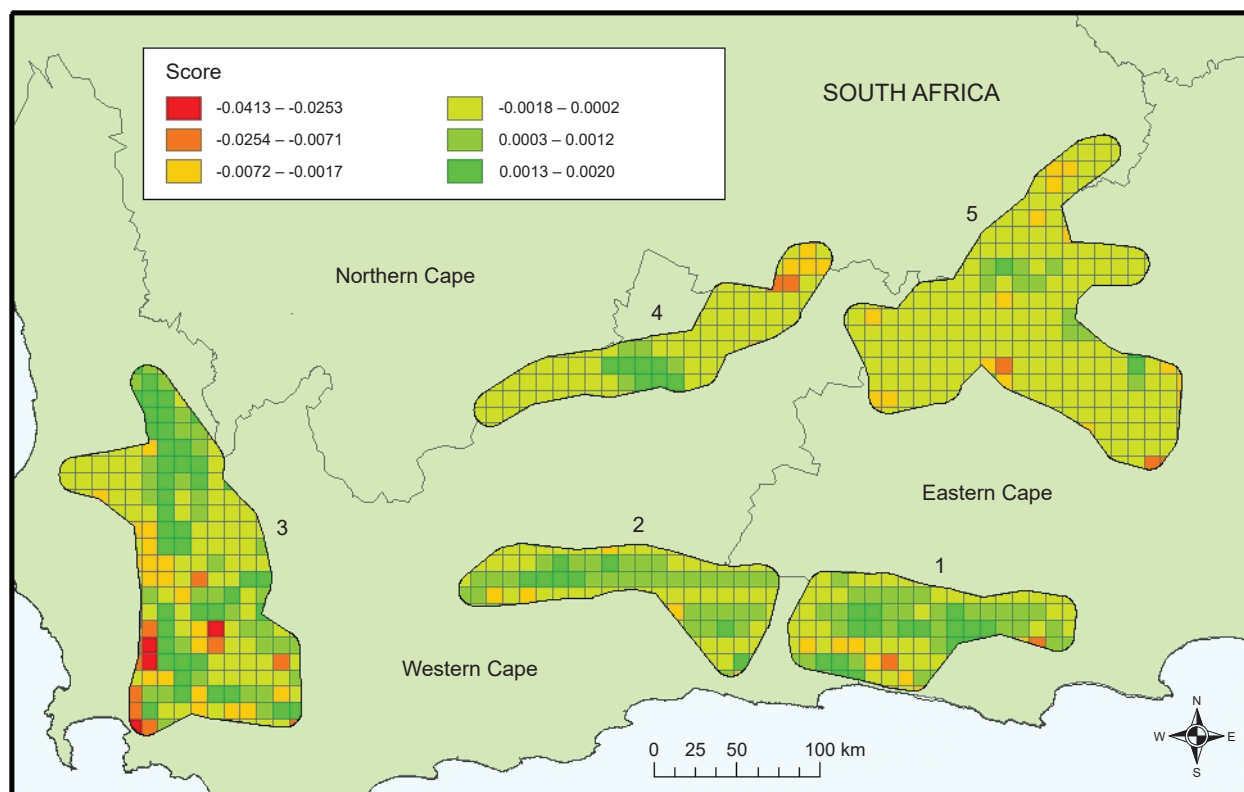 Score
-0.0413 – -0.0253
-0.0254 – -0.0071
-0.0072 – -0.0017
-0.0018 – 0.0002
0.0003 – 0.0012
0.0013 – 0.0020
SOUTH AFRICA
5
Northern Cape
4
Eastern Cape
3
2
1
Western Cape
0 25 50 100 km
N
W E
S